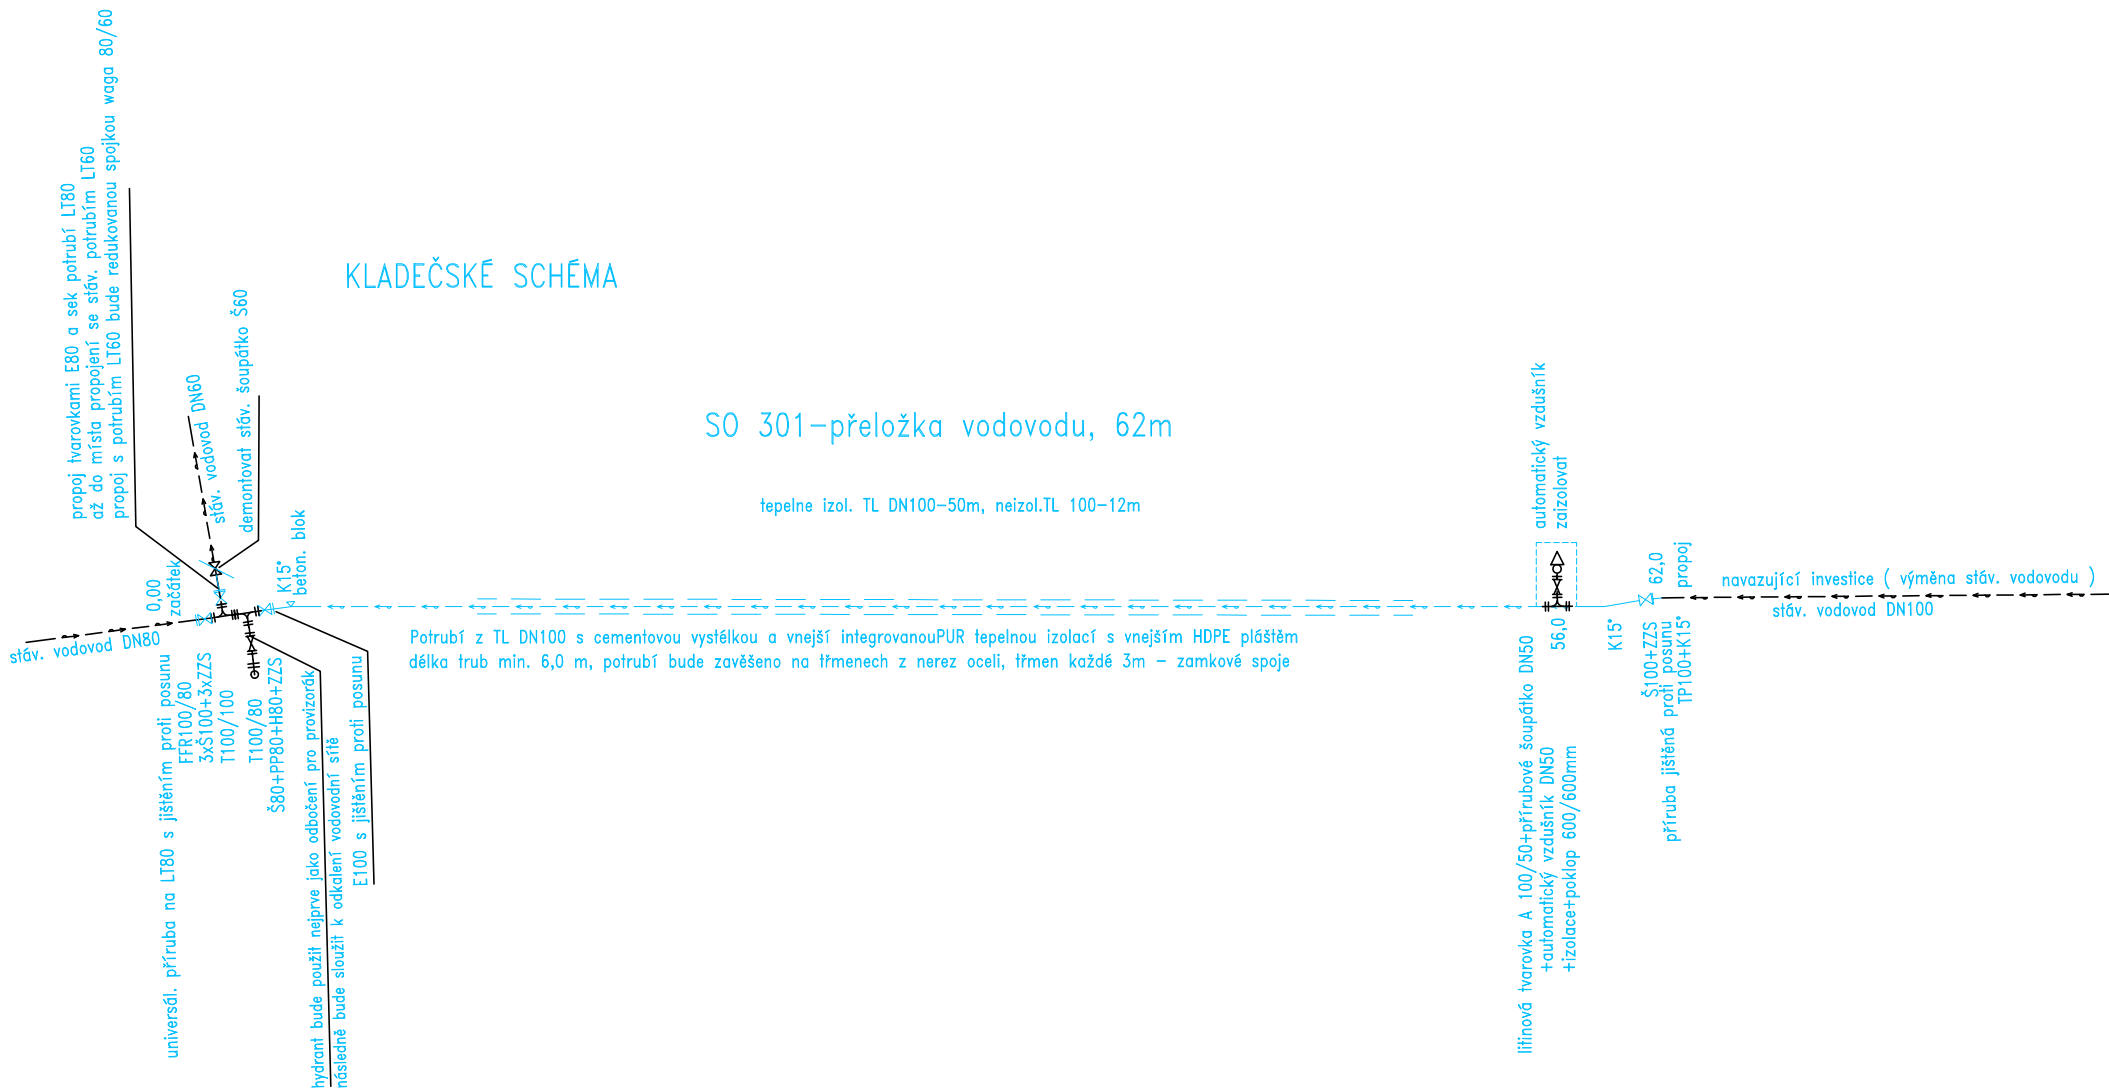 KLADEČSKÉ SCHÉMA
SO 301-přeložka vodovodu, 62m
tepelne izol. TL DN100-50m, neizol.TL 100-12m
propoj tvarovkami E80 a sek potrubí LT80
až do místa propojení se stáv. potrubím LT60
propoj s potrubím LT60 bude redukovanou spojkou waga 80/60
stáv. vodovod DN60
demontovat stáv. šoupátko Š60
0,00
začátek
K15°
beton. blok
stáv. vodovod DN80
universál. příruba na LT80 s jištěním proti posunu
FFR100/80
3xŠ100+3xZZS
T100/100
T100/80
Š80+PP80+H80+ZZS
hydrant bude použit nejprve jako odbočení pro provizorák
následně bude sloužit k odkalení vodovodní sítě
E100 s jištěním proti posunu
Potrubí z TL DN100 s cementovou vystélkou a vnejší integrovanouPUR tepelnou izolací s vnejším HDPE pláštěm
délka trub min. 6,0 m, potrubí bude zavěšeno na třmenech z nerez oceli, třmen každé 3m - zamkové spoje
automatický vzdušník
zaizolovat
litinová tvarovka A 100/50+přírubové šoupátko DN50
+automatický vzdušník DN50
+izolace+poklop 600/600mm
56,0
K15°
62,0
propoj
Š100+ZZS
příruba jištěná proti posunu
TP100+K15°
navazující investice ( výměna stáv. vodovodu )
stáv. vodovod DN100